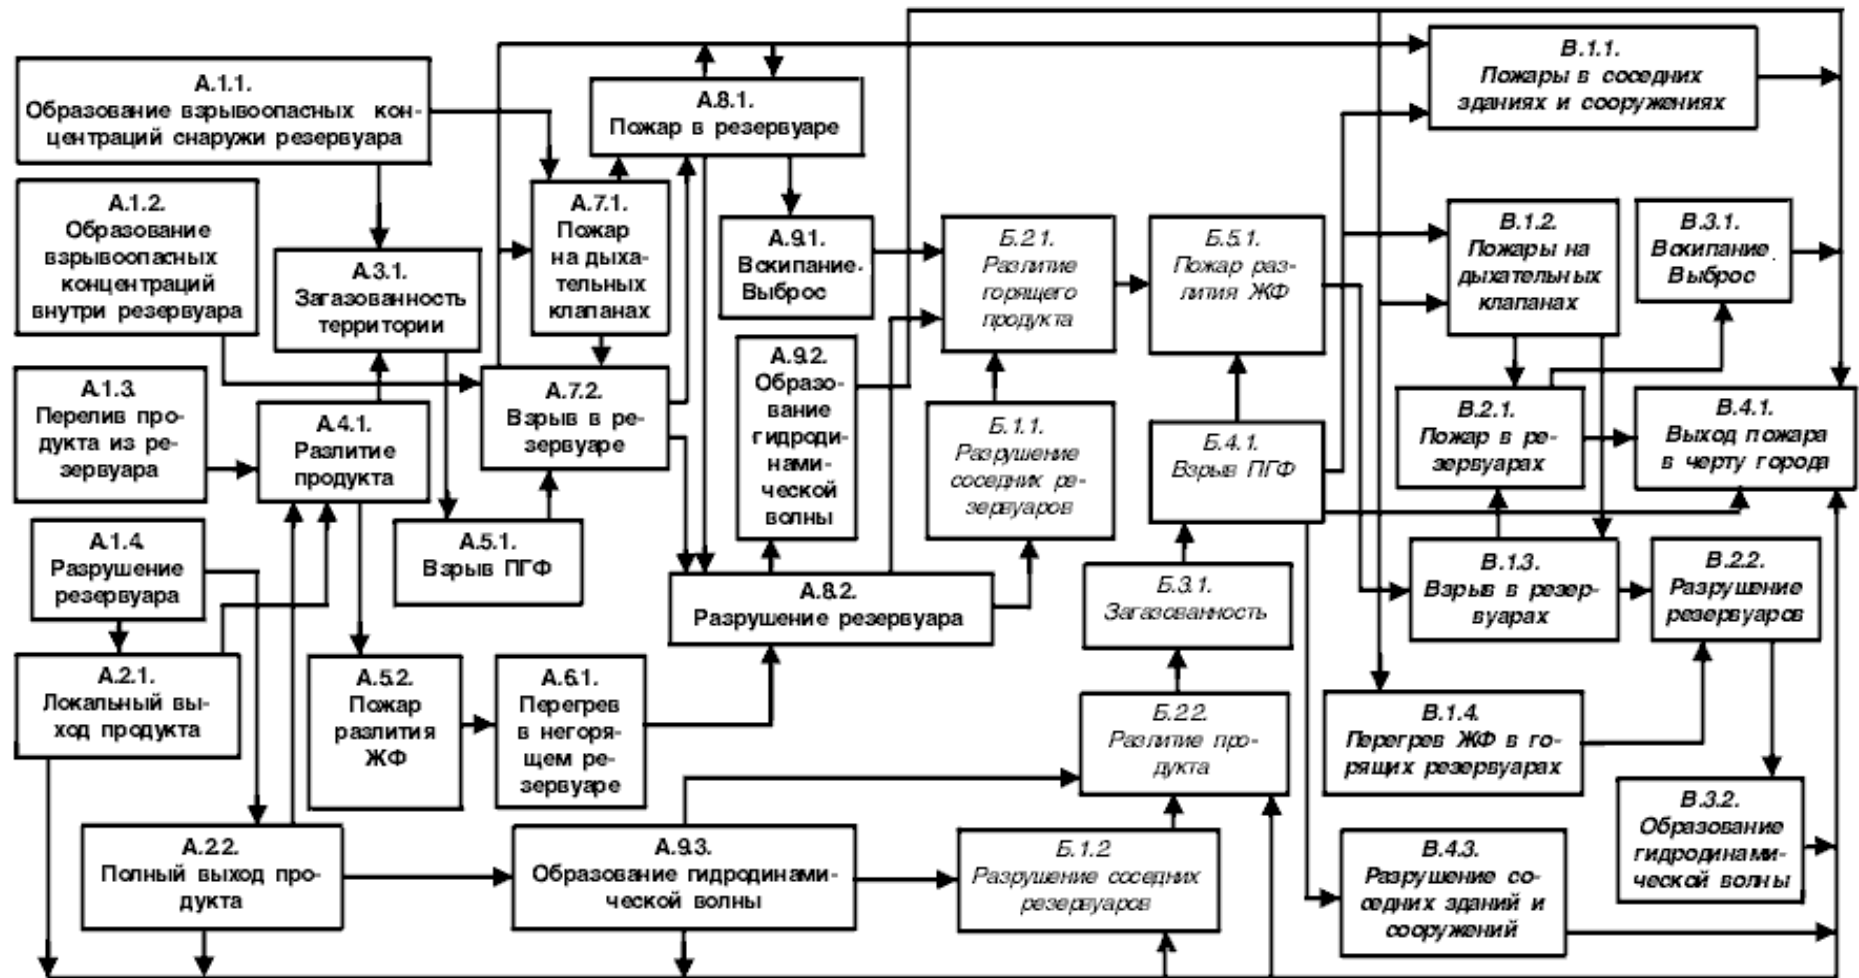 А.1.1.
Образование взрывоопасных кон-
центраций снаружи резервуара
А.1.2.
Образование
взрывоопасных
концентраций
внутри резервуара
А.1.3.
Перелив про-
дукта из ре-
зервуара
А.1.4.
Разрушение
резервуара
А.2.1.
Локальный вы-
ход продукта
А.2.2.
Полный выход про-
дукта
А.3.1.
Загазованность
территории
А.4.1.
Разлитие
продукта
А.5.1.
Взрыв ПГФ
А.5.2.
Пожар
разлития
ЖФ
А.6.1.
Перегрев
в негоря-
щем ре-
зервуаре
А.7.1.
Пожар
на дыха-
тельных
клапанах
А.7.2.
Взрыв в ре-
зервуаре
А.8.1.
Пожар в резервуаре
А.8.2.
Разрушение резервуара
А.9.1.
Вскипание.
Выброс
А.9.2.
Образо-
вание
гидроди-
нами-
ческой
волны
А.9.3.
Образование гидродинами-
ческой волны
Б.2.1.
Разлитие
горящего
продукта
Б.1.1.
Разрушение
соседних ре-
зервуаров
Б.1.2
Разрушение соседних
резервуаров
Б.5.1.
Пожар раз-
лития ЖФ
Б.4.1.
Взрыв ПГФ
Б.3.1.
Загазованность
Б.2.2.
Разлитие про-
дукта
В.1.1.
Пожары в соседних
зданиях и сооружениях
В.1.2.
Пожары на
дыхательных
клапанах
В.3.1.
Вскипание.
Выброс
В.2.1.
Пожар в ре-
зервуарах
В.4.1.
Выход пожара
в черту города
В.1.3.
Взрыв в резер-
вуарах
В.2.2.
Разрушение
резервуаров
В.1.4.
Перегрев ЖФ в го-
рящих резервуарах
В.3.2.
Образование
гидродинами-
ческой волны
В.4.3.
Разрушение со-
седних зданий и
сооружений